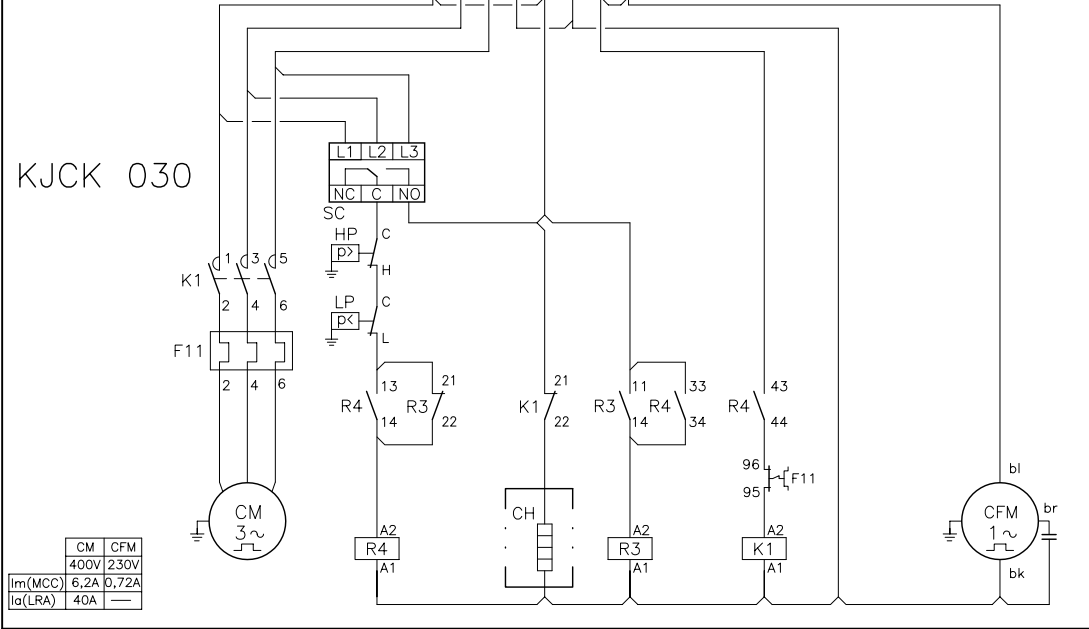 KJCK 030
L1 L2 L3
NC C NO
SC
HP C
p>
H
LP C
p<
L
K1 1 3 5
2 4 6
F11
2 4 6
CM
3~
R4 13
14
R3 21
22
K1 21
22
R3 11
14
R4 33
34
R4 43
44
96
95
F11
A2
R4
A1
CH
A2
R3
A1
A2
K1
A1
bl
CFM
1~
br
bk
CM CFM
400V 230V
Im(MCC) 6,2A 0,72A
Ia(LRA) 40A —